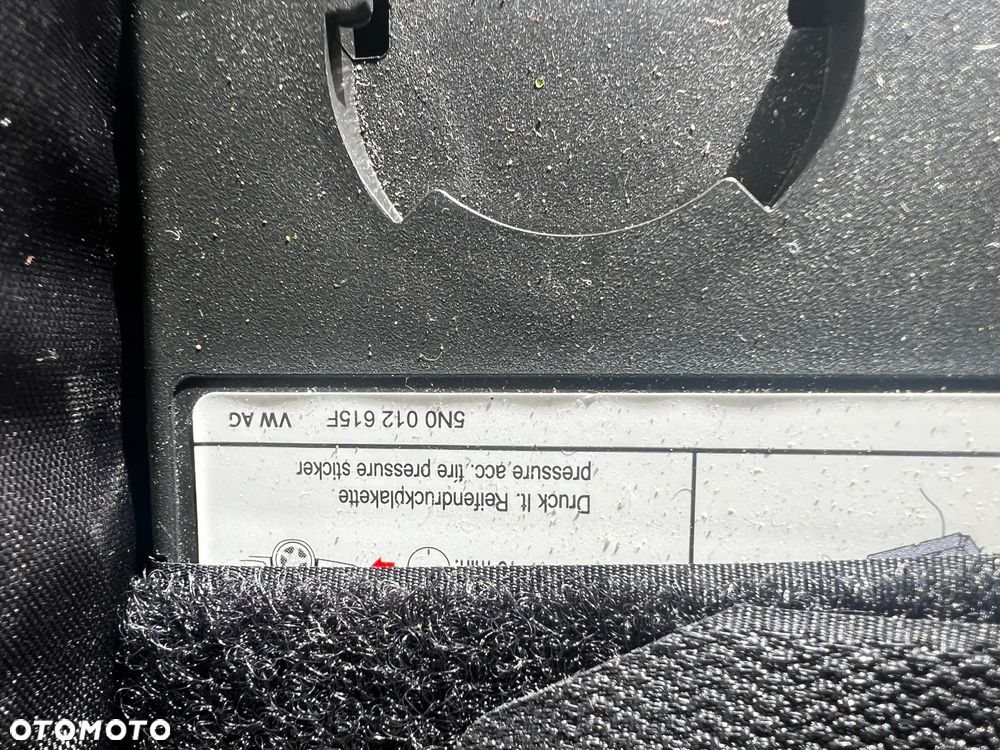 Druck lt. Reifendruckplakette
pressure acc. tire pressure sticker
5N0 012 615F VW AG
OTOMOTO